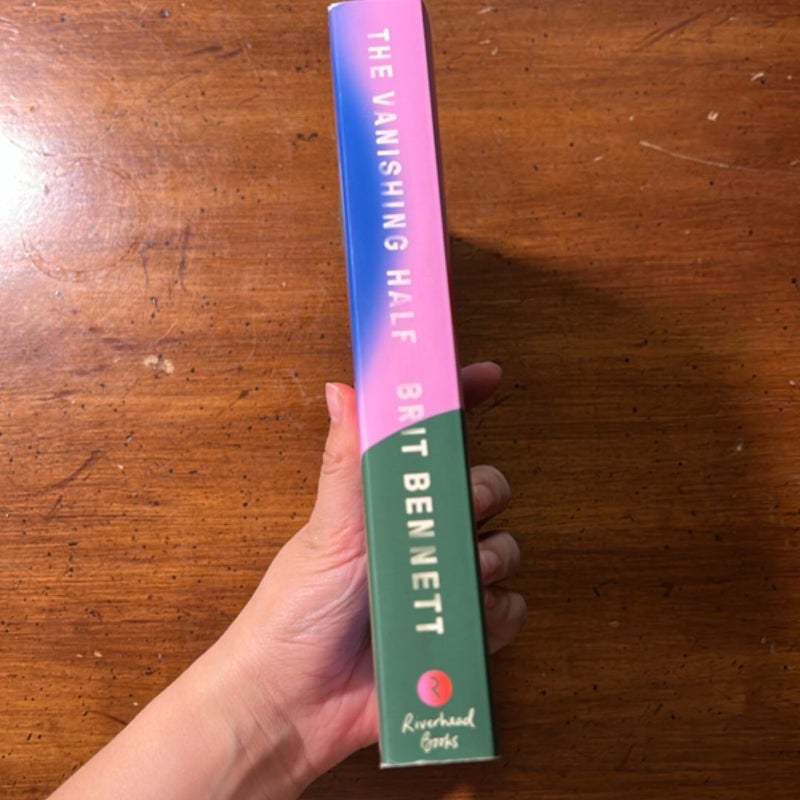 THE VANISHING HALF
BRIT BENNETT
Riverhead
Books